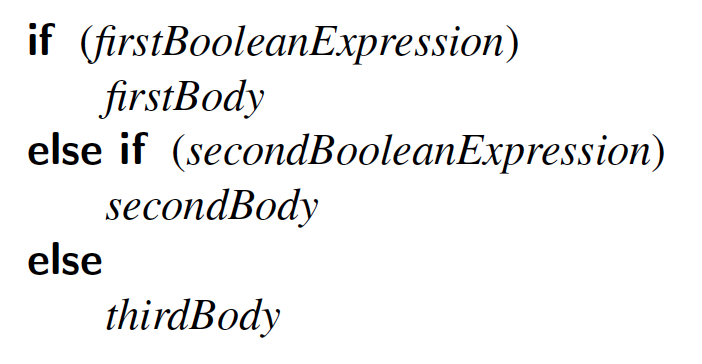 if (firstBooleanExpression)
firstBody
else if (secondBooleanExpression)
secondBody
else
thirdBody